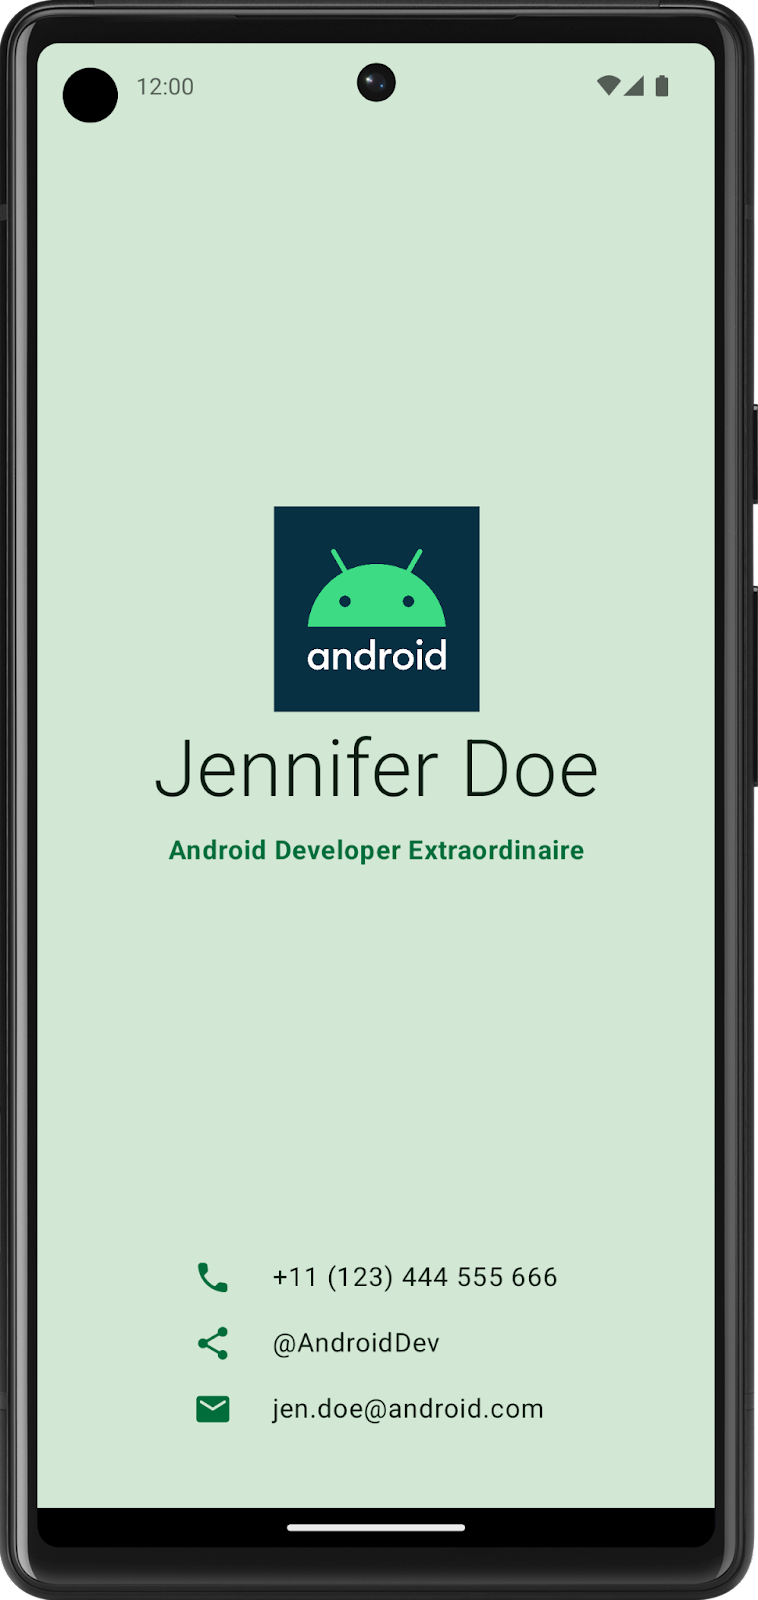 12:00
android
Jennifer Doe
Android Developer Extraordinaire
+11 (123) 444 555 666
@AndroidDev
jen.doe@android.com